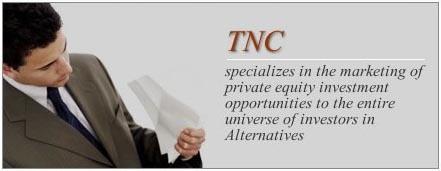 TNC
specializes in the marketing of
private equity investment
opportunities to the entire
universe of investors in
Alternatives